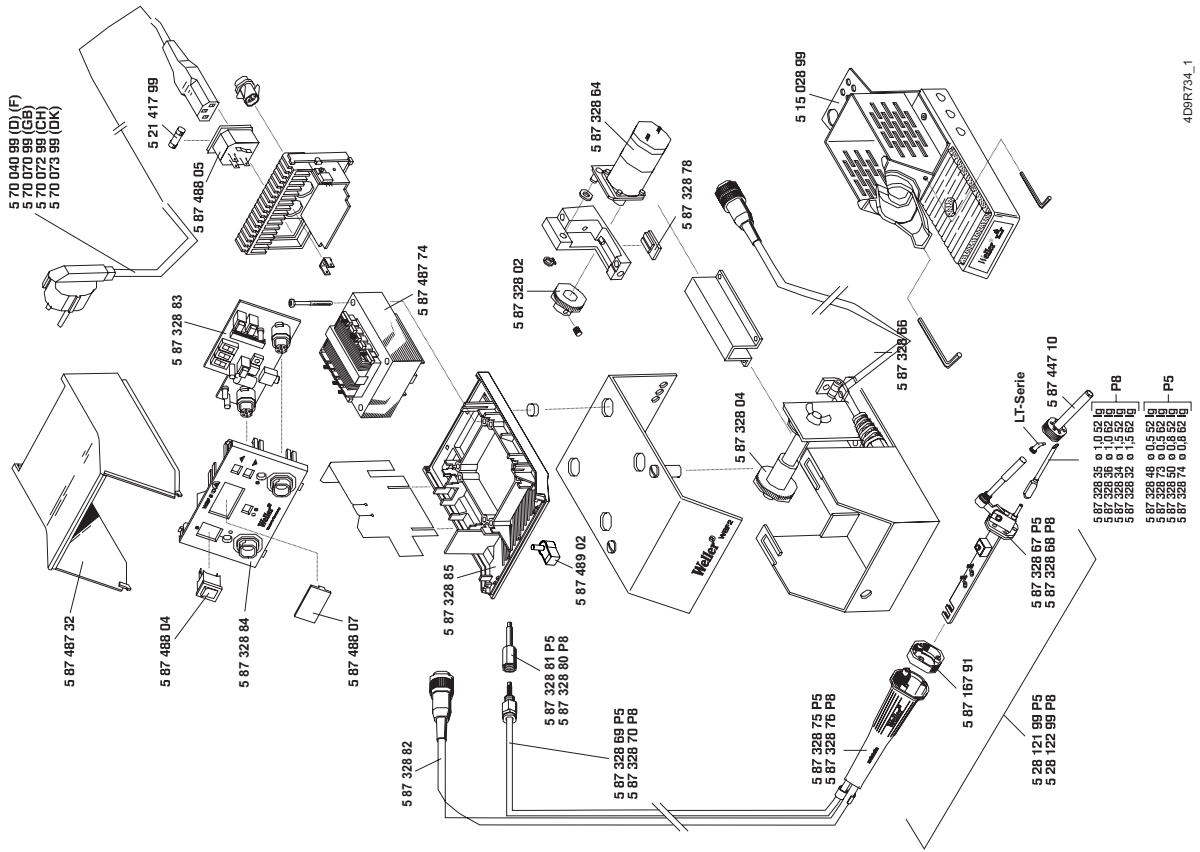 5 70 040 99 (D) (F)
5 70 070 99 (GB)
5 70 072 99 (CH)
5 70 073 99 (DK)
5 21 417 99
5 87 488 05
5 87 328 83
5 87 487 74
5 87 487 32
5 87 488 04
5 87 328 84
5 87 488 07
Weller
5 87 328 85
5 87 489 02
5 87 328 02
5 87 328 64
5 87 328 78
5 15 028 99
Weller
5 87 328 66
5 87 328 04
Weller
WSF2
5 87 328 82
5 87 328 81 P5
5 87 328 80 P8
5 87 328 69 P5
5 87 328 70 P8
5 87 328 75 P5
5 87 328 76 P8
Weller
5 87 167 91
5 28 121 99 P5
5 28 122 99 P8
5 87 328 67 P5
5 87 328 68 P8
LT-Serie
5 87 447 10
5 87 328 35 ø 1,0 52 lg
5 87 328 36 ø 1,0 62 lg
5 87 328 34 ø 1,5 52 lg
5 87 328 32 ø 1,5 62 lg
P8
5 87 328 48 ø 0,5 52 lg
5 87 328 73 ø 0,5 62 lg
5 87 328 50 ø 0,8 52 lg
5 87 328 74 ø 0,8 62 lg
P5
4D9R734_1